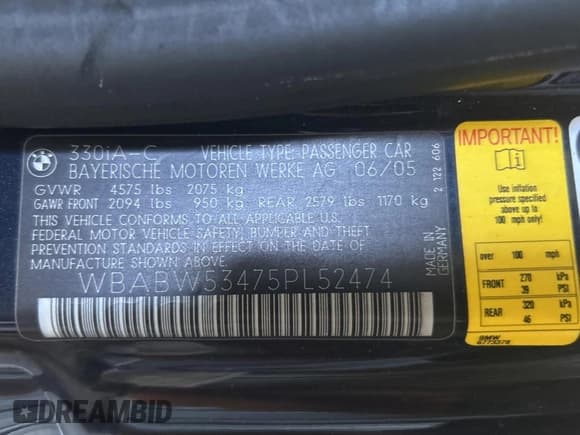 330iA-C VEHICLE TYPE-PASSENGER CAR
BAYERISCHE MOTOREN WERKE AG 06/05
GVWR 4575 lbs 2075 kg
GAWR FRONT 2094 lbs 950 kg REAR 2579 lbs 1170 kg
THIS VEHICLE CONFORMS TO ALL APPLICABLE U.S.
FEDERAL MOTOR VEHICLE SAFETY, BUMPER, AND THEFT
PREVENTION STANDARDS IN EFFECT ON THE DATE OF
MANUFACTURE SHOWN ABOVE.
WBABW53475PL52474
2 122 606
GERMANY
IMPORTANT!
Use inflation
pressure specified
above up to
100 mph only!
over 100 mph
FRONT 270 kPa
39 PSI
REAR 320 kPa
46 PSI
BMW
DREAMBID